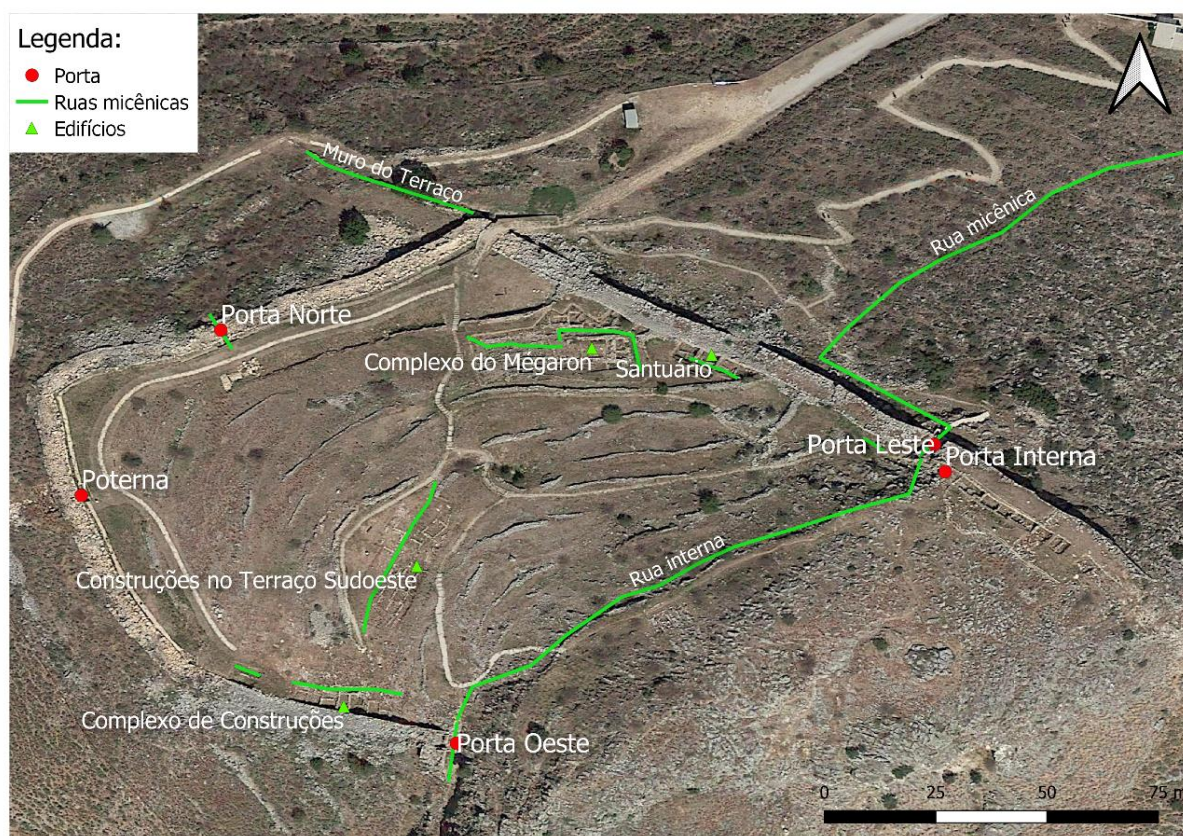 Legenda:
Porta
Ruas micênicas
Edifícios
Muro do Terraço
Rua micênica
Porta Norte
Complexo do Mégaron
Santuário
Porta Leste
Porta Interna
Poterna
Rua interna
Construções no Terraço Sudoeste
Complexo de Construções
Porta Oeste
0 25 50 75 m